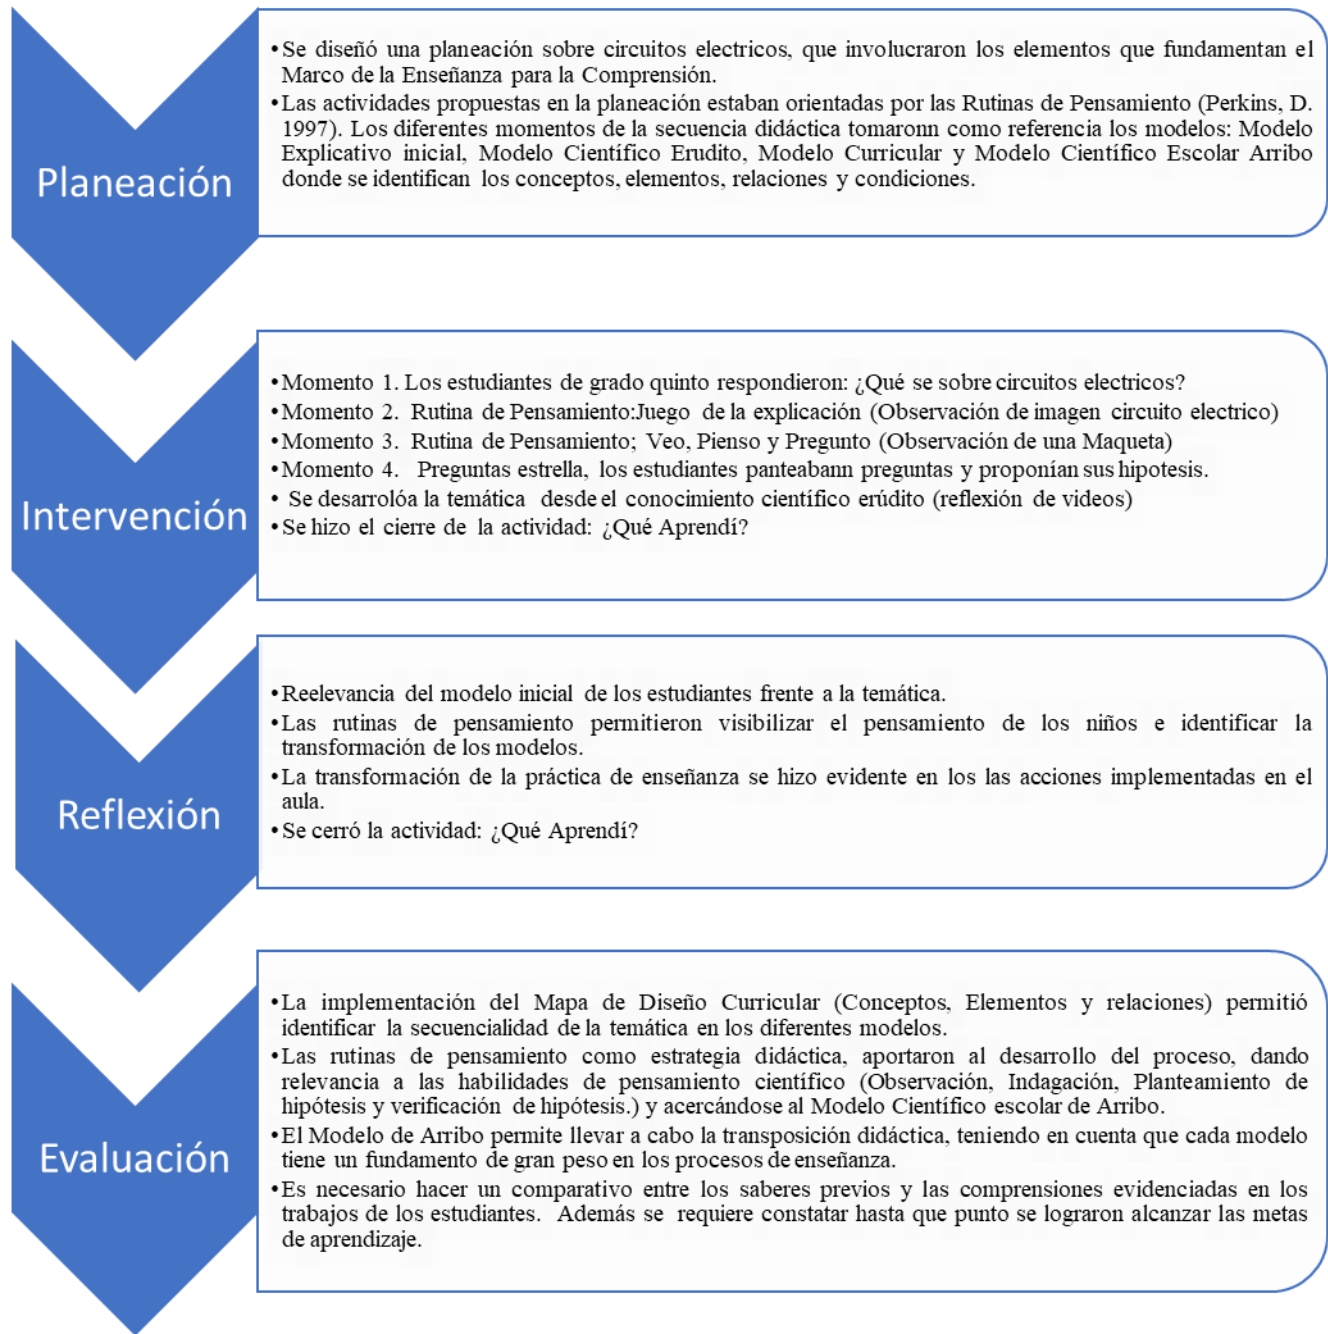 Planeación
•Se diseñó una planeación sobre circuitos electricos, que involucraron los elementos que fundamentan el
Marco de la Enseñanza para la Comprensión.
•Las actividades propuestas en la planeación estaban orientadas por las Rutinas de Pensamiento (Perkins, D.
1997). Los diferentes momentos de la secuencia didáctica tomaronn como referencia los modelos: Modelo
Explicativo inicial, Modelo Científico Erudito, Modelo Curricular y Modelo Científico Escolar Arribo
donde se identifican los conceptos, elementos, relaciones y condiciones.
Intervención
•Momento 1. Los estudiantes de grado quinto respondieron: ¿Qué se sobre circuitos electricos?
•Momento 2. Rutina de Pensamiento:Juego de la explicación (Observación de imagen circuito electrico)
•Momento 3. Rutina de Pensamiento; Veo, Pienso y Pregunto (Observación de una Maqueta)
•Momento 4. Preguntas estrella, los estudiantes panteabann preguntas y proponían sus hipotesis.
• Se desarrolóa la temática desde el conocimiento científico erúdito (reflexión de videos)
•Se hizo el cierre de la actividad: ¿Qué Aprendí?
Reflexión
•Reelevancia del modelo inicial de los estudiantes frente a la temática.
•Las rutinas de pensamiento permitieron visibilizar el pensamiento de los niños e identificar la
transformación de los modelos.
•La transformación de la práctica de enseñanza se hizo evidente en los las acciones implementadas en el
aula.
•Se cerró la actividad: ¿Qué Aprendí?
Evaluación
•La implementación del Mapa de Diseño Curricular (Conceptos, Elementos y relaciones) permitió
identificar la secuencialidad de la temática en los diferentes modelos.
•Las rutinas de pensamiento como estrategia didáctica, aportaron al desarrollo del proceso, dando
relevancia a las habilidades de pensamiento científico (Observación, Indagación, Planteamiento de
hipótesis y verificación de hipótesis.) y acercándose al Modelo Científico escolar de Arribo.
•El Modelo de Arribo permite llevar a cabo la transposición didáctica, teniendo en cuenta que cada modelo
tiene un fundamento de gran peso en los procesos de enseñanza.
•Es necesario hacer un comparativo entre los saberes previos y las comprensiones evidenciadas en los
trabajos de los estudiantes. Además se requiere constatar hasta que punto se lograron alcanzar las metas
de aprendizaje.